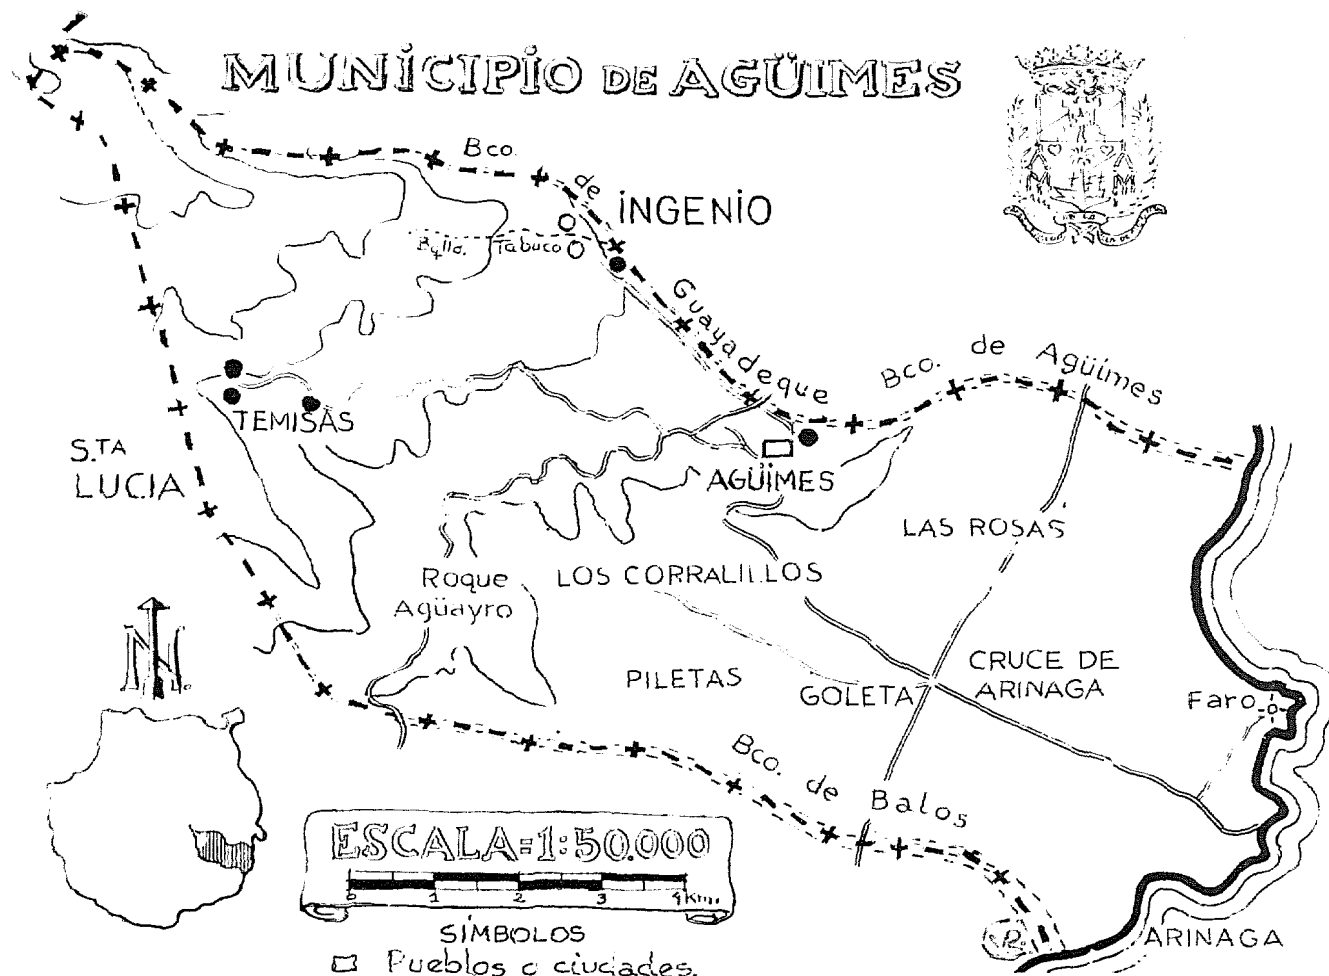 MUNICIPIO DE AGÜIMES
Bco. de Guayadeque
INGENIO
Bqllo. Tabuco
Bco. de Agüimes
TEMISAS
S.TA
LUCIA
AGÜIMES
LAS ROSAS
Roque
Agüayro
LOS CORRALILLOS
PILETAS
GOLETA
CRUCE DE
ARINAGA
Faro
N.
Bco. de Balos
ESCALA=1:50.000
0 1 2 3 4 Km.
SÍMBOLOS
Pueblos o ciudades.
ARINAGA